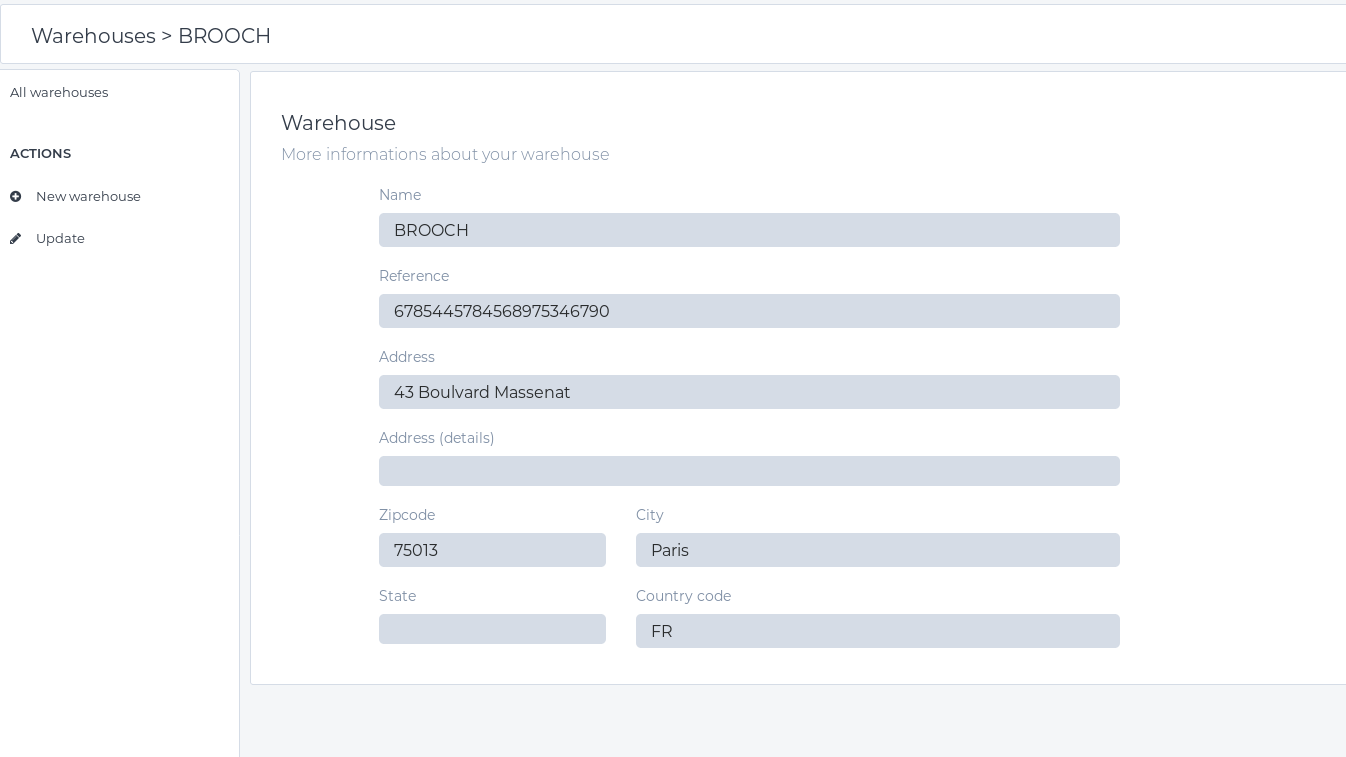 Warehouses > BROOCH
All warehouses
ACTIONS
New warehouse
Update
Warehouse
More informations about your warehouse
Name
BROOCH
Reference
6785445784568975346790
Address
43 Boulvard Massenat
Address (details)
Zipcode
City
75013
Paris
State
Country code
FR